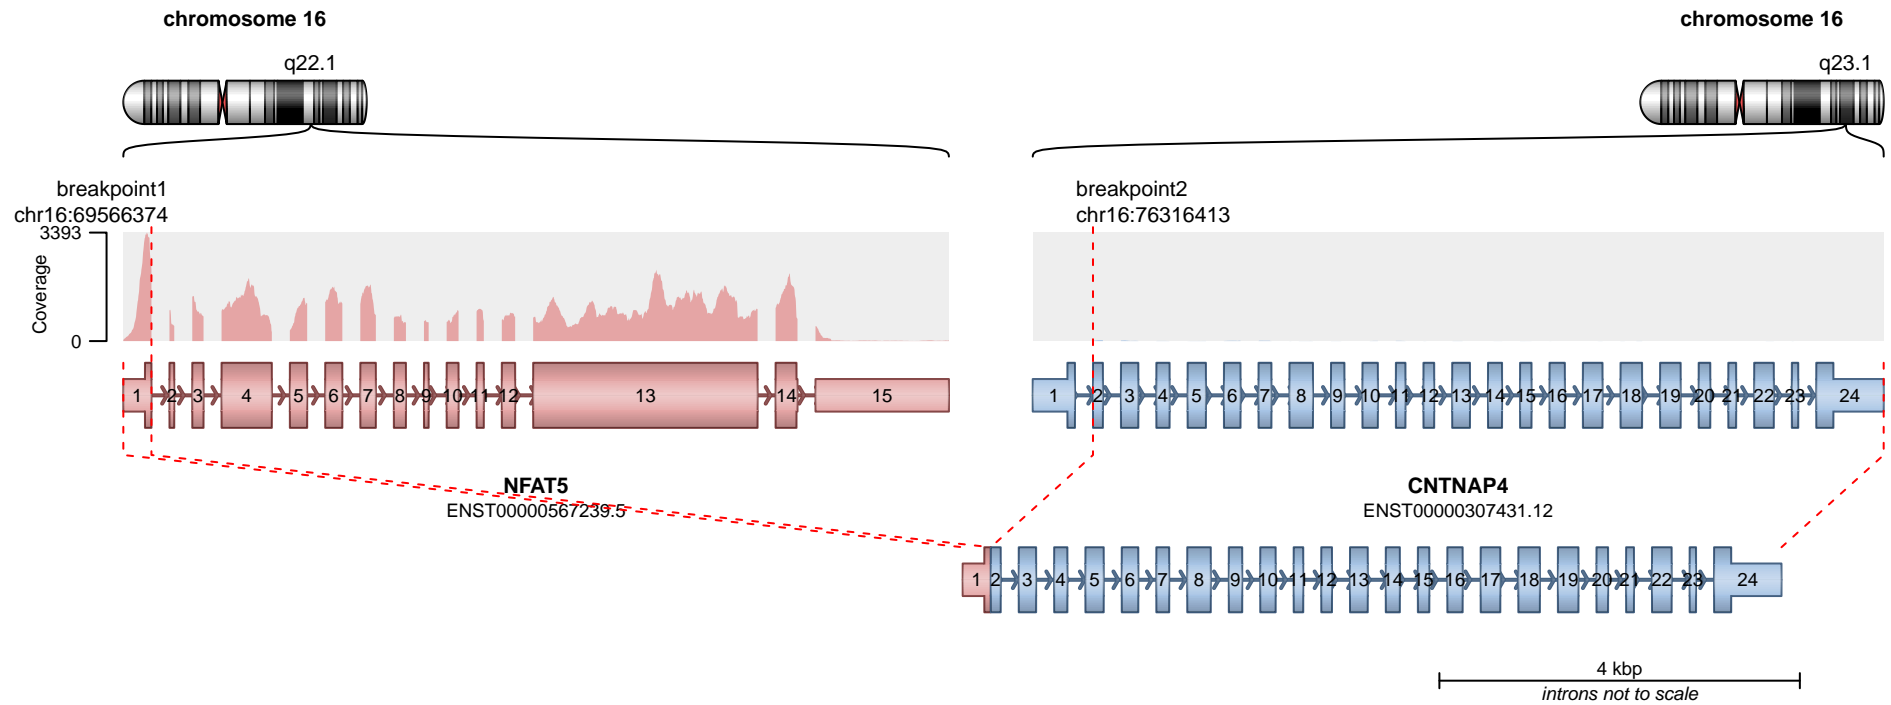 chromosome 16
chromosome 16
q22.1
q23.1
breakpoint1
chr16:69566374
breakpoint2
chr16:76316413
3393
Coverage
0
1 2 3 4 5 6 7 8 9 10 11 12 13 14 15
1 2 3 4 5 6 7 8 9 10 11 12 13 14 15 16 17 18 19 20 21 22 23 24
NFAT5
ENST00000567239.5
CNTNAP4
ENST00000307431.12
1 2 3 4 5 6 7 8 9 10 11 12 13 14 15 16 17 18 19 20 21 22 23 24
4 kbp
introns not to scale